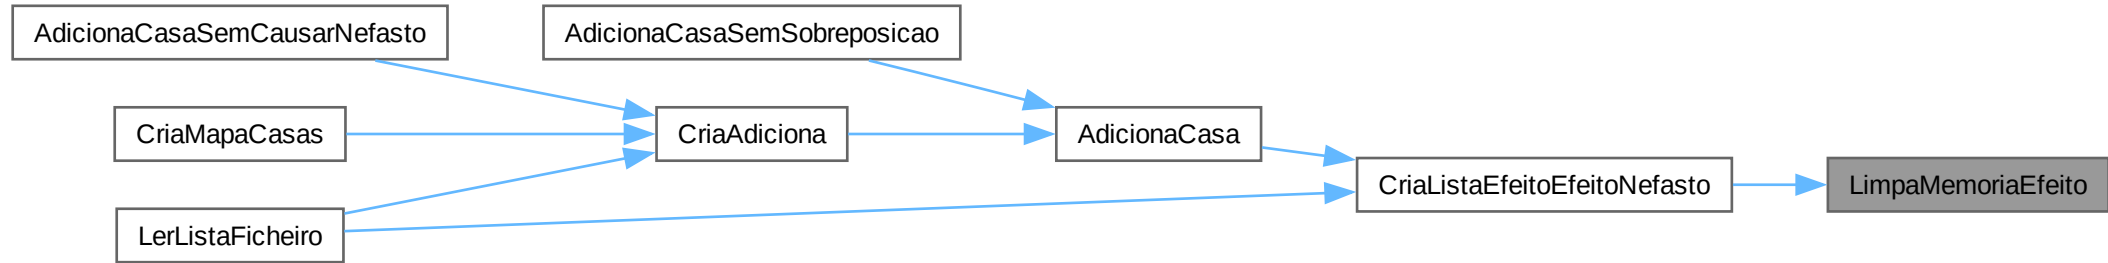 AdicionaCasaSemCausarNefasto
AdicionaCasaSemSobreposicao
CriaMapaCasas
CriaAdiciona
AdicionaCasa
CriaListaEfeitoEfeitoNefasto
LimpaMemoriaEfeito
LerListaFicheiro